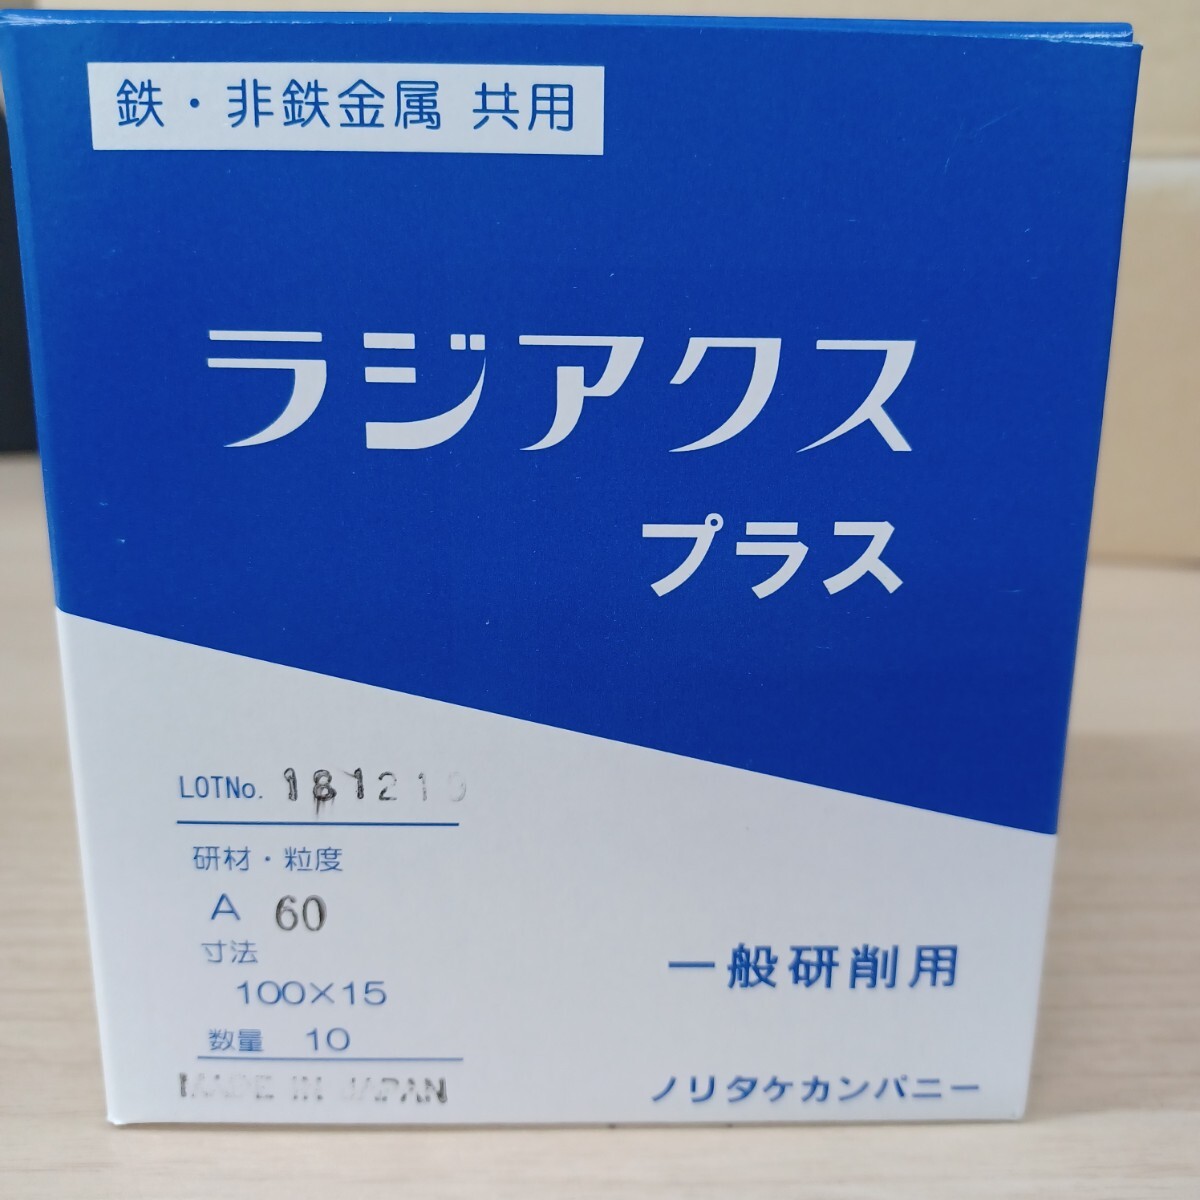 鉄・非鉄金属 共用
ラジアクス
プラス
LOTNo. 181219
研材・粒度
A 60
寸法
100×15
数量 10
MADE IN JAPAN
一般研削用
ノリタケカンパニー